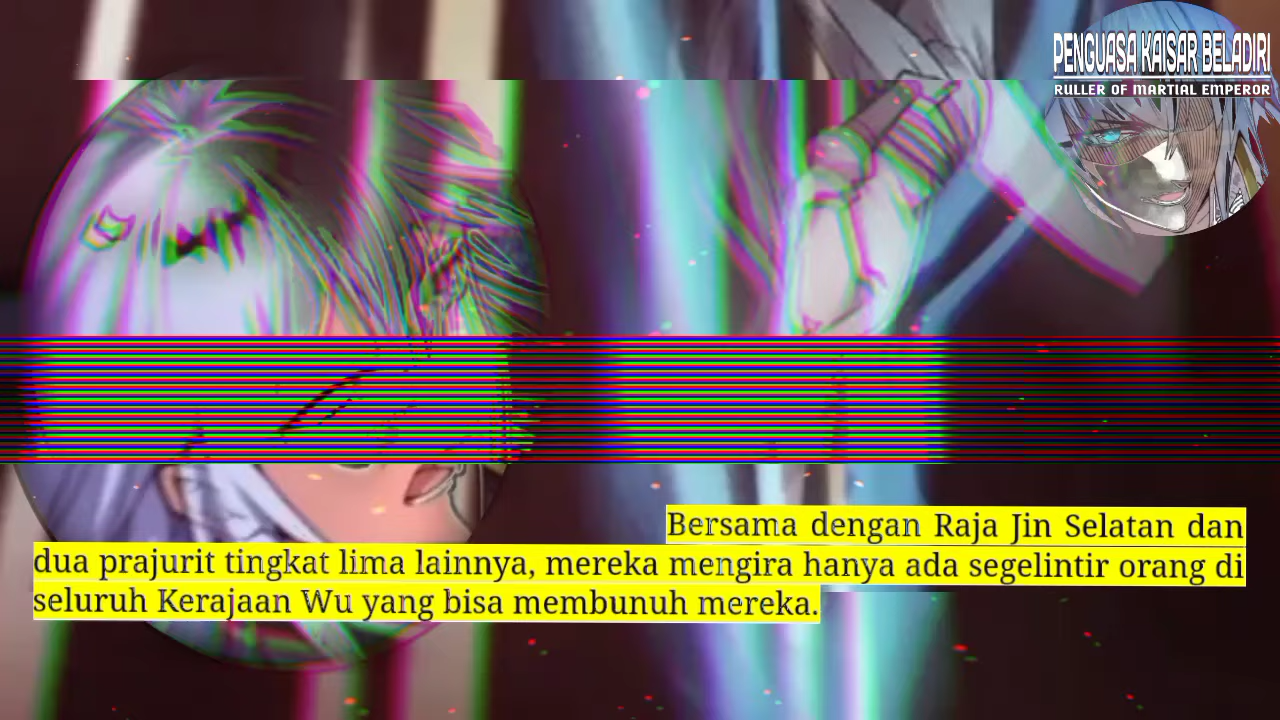 PENGUASA KAISAR BELADIRI
RULLER OF MARTIAL EMPEROR
Bersama dengan Raja Jin Selatan dan
dua prajurit tingkat lima lainnya, mereka mengira hanya ada segelintir orang di
seluruh Kerajaan Wu yang bisa membunuh mereka.